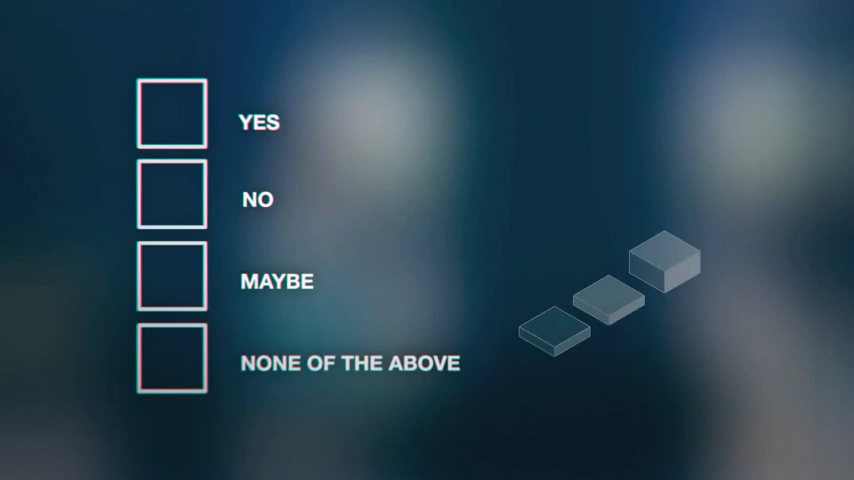 YES
NO
MAYBE
NONE OF THE ABOVE